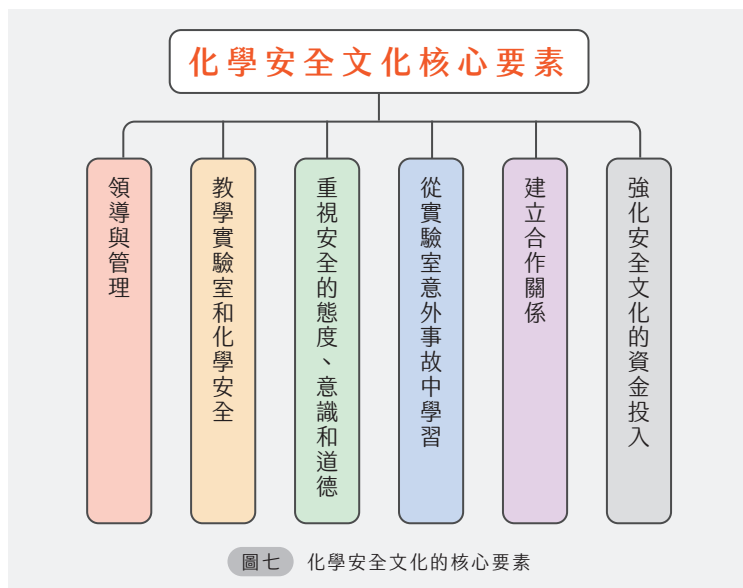 化學安全文化核心要素
領導與管理
教學實驗室和化學安全
重視安全的態度、意識和道德
從實驗室意外事故中學習
建立合作關係
強化安全文化的資金投入
圖七 化學安全文化的核心要素